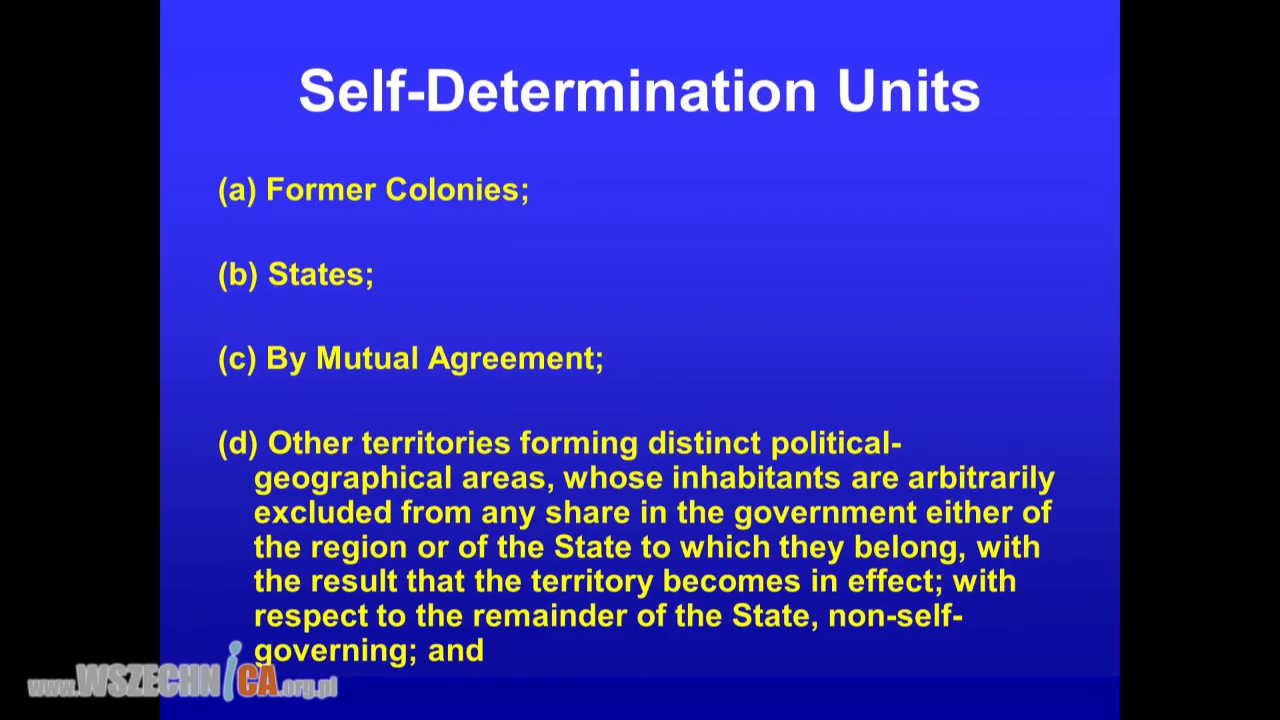 Self-Determination Units
(a) Former Colonies;
(b) States;
(c) By Mutual Agreement;
(d) Other territories forming distinct political-
geographical areas, whose inhabitants are arbitrarily
excluded from any share in the government either of
the region or of the State to which they belong, with
the result that the territory becomes in effect; with
respect to the remainder of the State, non-self-
governing; and
www.WSZECHNiCA.org.pl